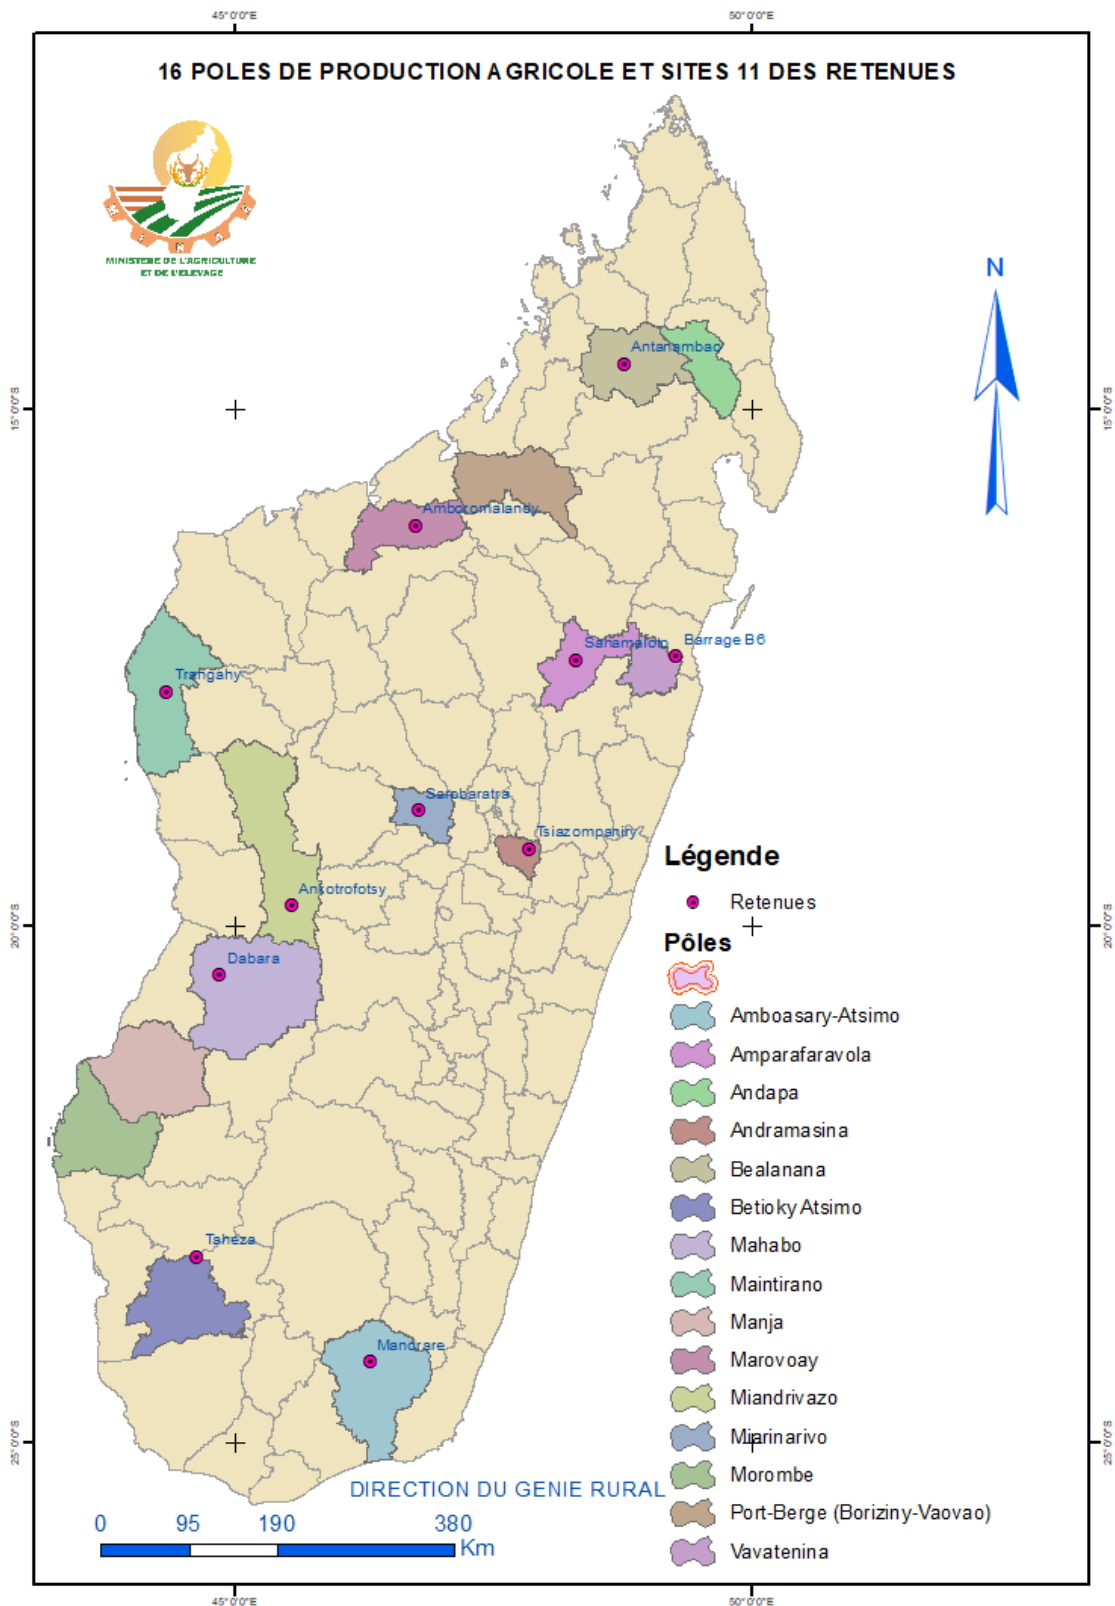 45°0'0"E 50°0'0"E
16 POLES DE PRODUCTION AGRICOLE ET SITES 11 DES RETENUES
MINISTERE DE L'AGRICULTURE
ET DE L'ELEVAGE
N
Antanambao
15°0'0"S 15°0'0"S
Amboromalandy
Sahamaloto
Barrage B6
Trangahy
Sarobaratra
Tsiazompaniry
Légende
Ankotrofotsy
Retenues
20°0'0"S 20°0'0"S
Pôles
Dabara
Amboasary-Atsimo
Amparafaravola
Andapa
Andramasina
Bealanana
Betioky Atsimo
Taheza
Mahabo
Maintirano
Manja
Mandrare
Marovoay
Miandrivazo
Miarinarivo
25°0'0"S 25°0'0"S
Morombe
DIRECTION DU GENIE RURAL
Port-Berge (Boriziny-Vaovao)
0 95 190 380
Km
Vavatenina
45°0'0"E 50°0'0"E